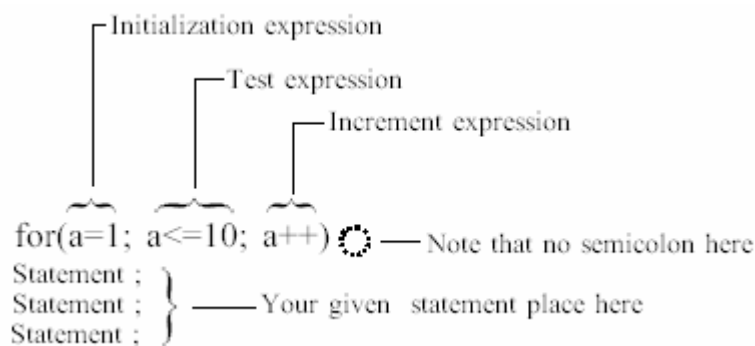 Initialization expression
Test expression
Increment expression
for(a=1; a<=10; a++)
Note that no semicolon here
Statement ;
Statement ;
Your given statement place here
Statement ;